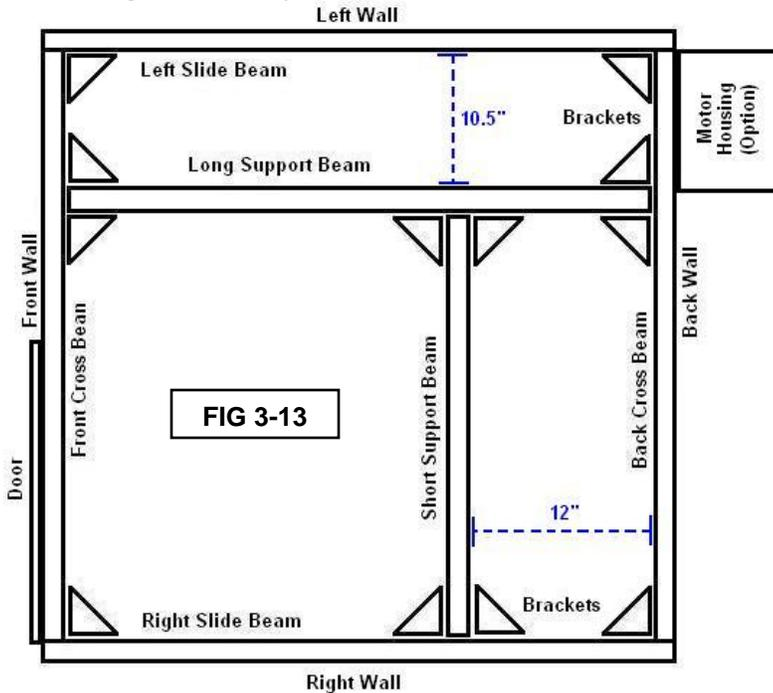 Left Wall
Left Slide Beam
10.5"
Brackets
Motor
Housing
(Option)
Long Support Beam
Front Wall
Back Wall
Front Cross Bean
Short Support Beam
Back Cross Beam
FIG 3-13
Door
12"
Brackets
Right Slide Beam
Right Wall